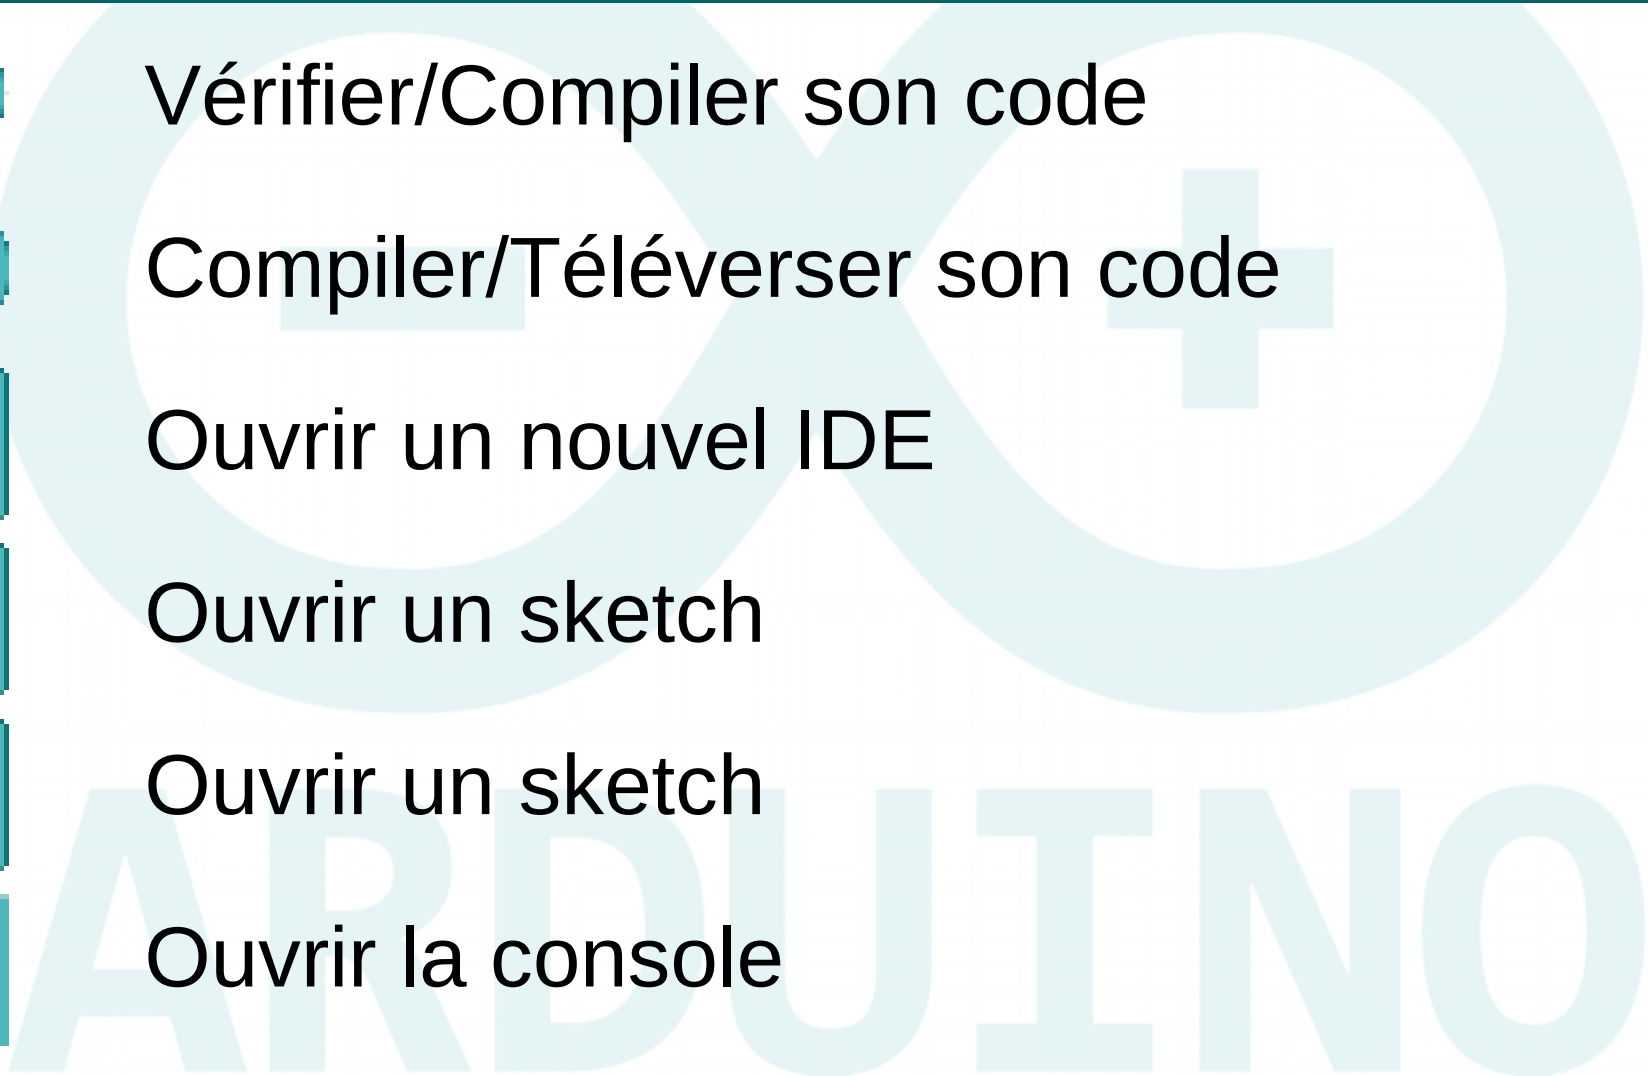 Vérifier/Compiler son code
Compiler/Téléverser son code
Ouvrir un nouvel IDE
Ouvrir un sketch
Ouvrir un sketch
Ouvrir la console
ARDUINO